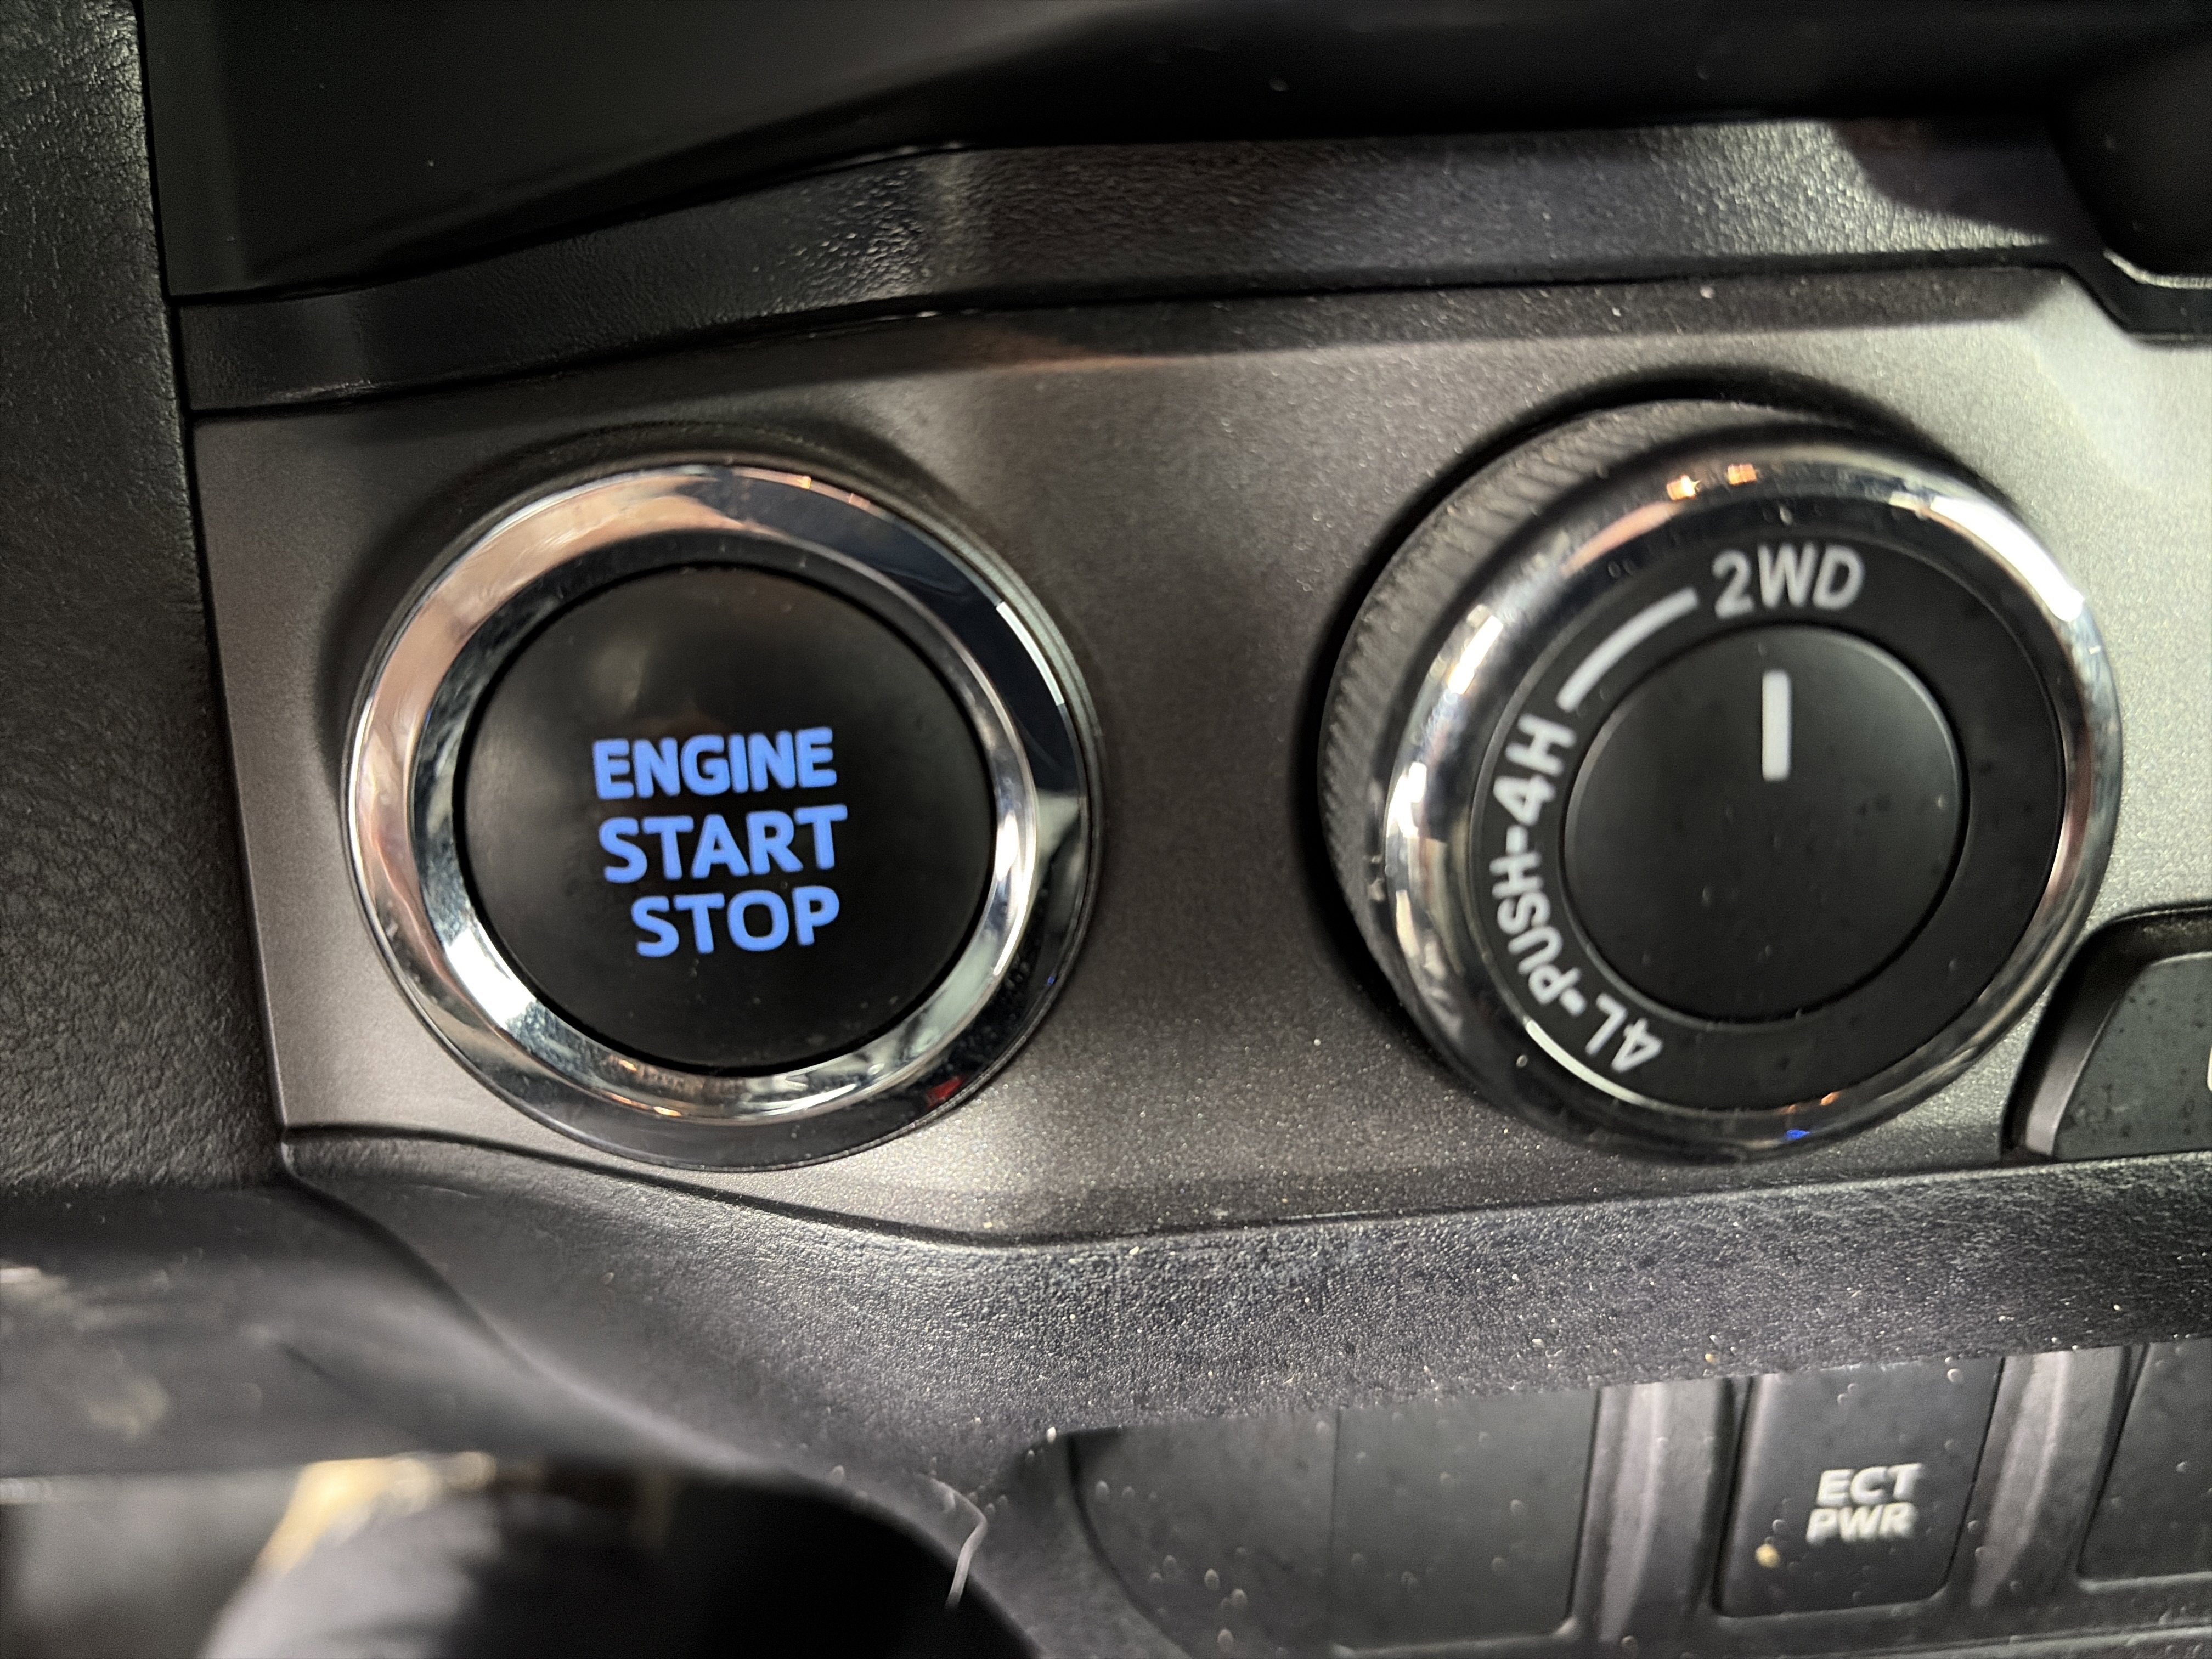 ENGINE
START
STOP
2WD
4L-PUSH-4H
ECT
PWR